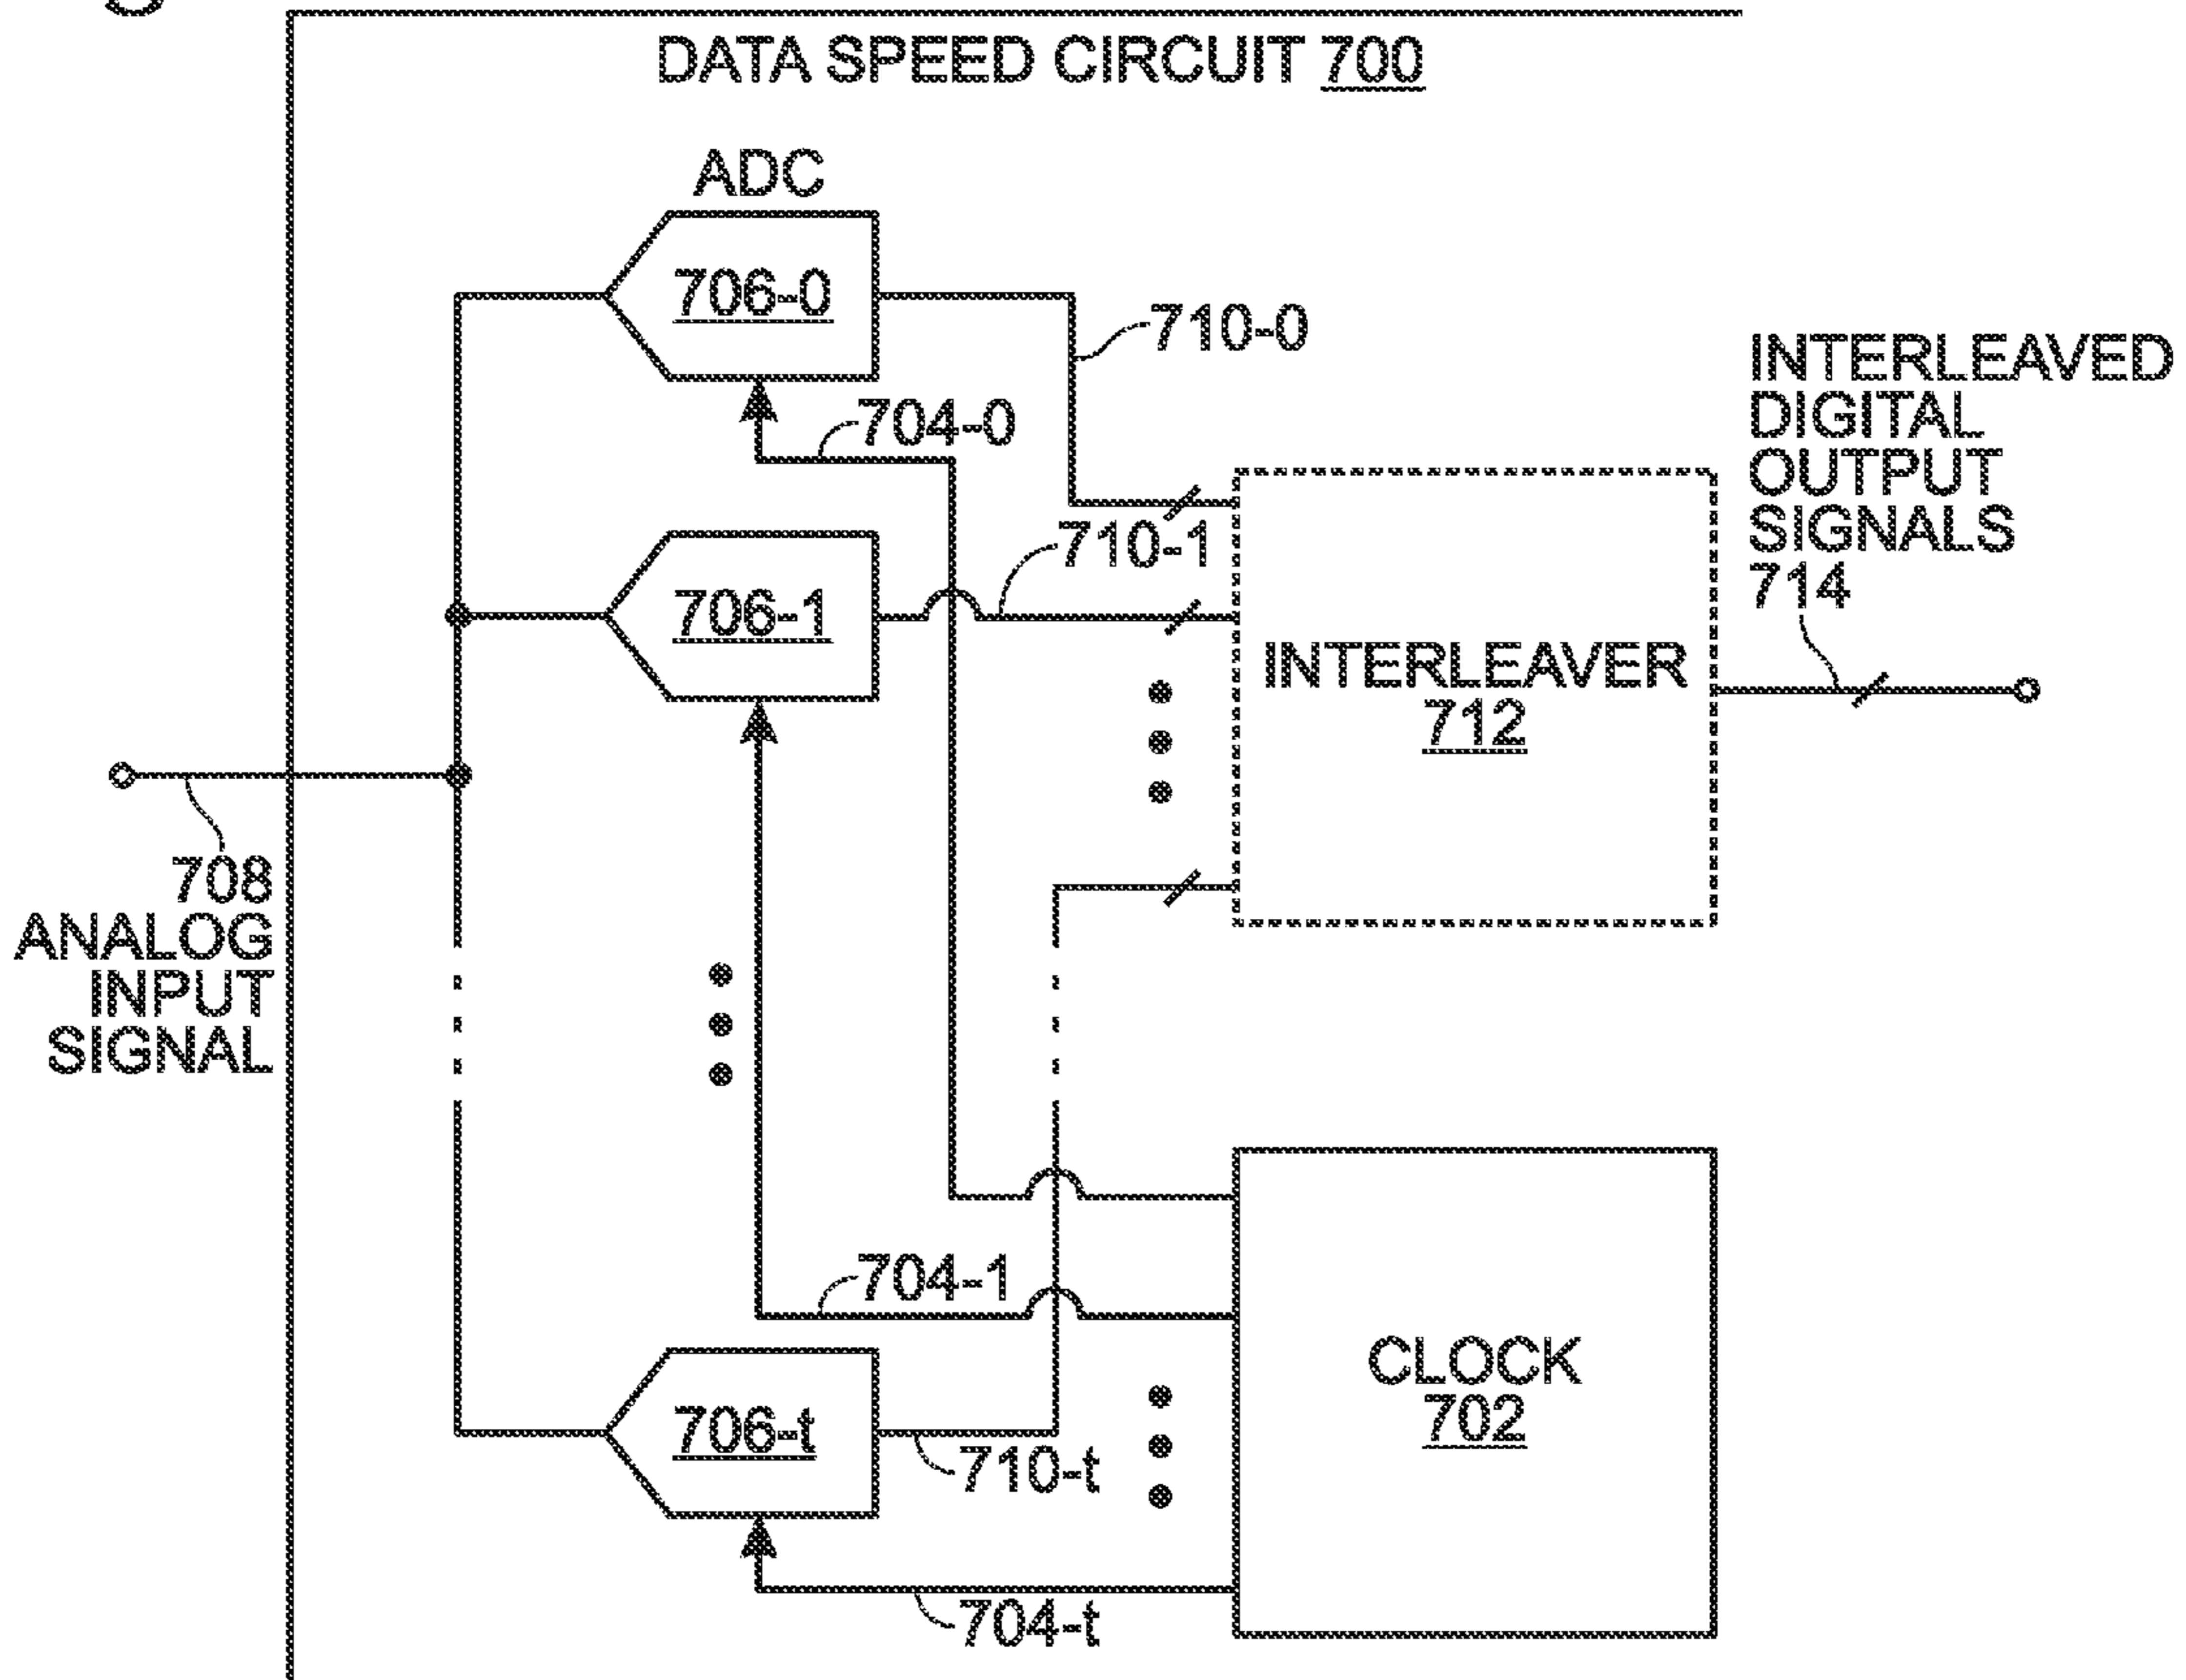 DATA SPEED CIRCUIT 700
ADC
706-0
710-0
704-0
INTERLEAVED
DIGITAL
OUTPUT
SIGNALS
714
706-1
710-1
INTERLEAVER
712
708
ANALOG
INPUT
SIGNAL
704-1
CLOCK
702
706-t
710-t
704-t